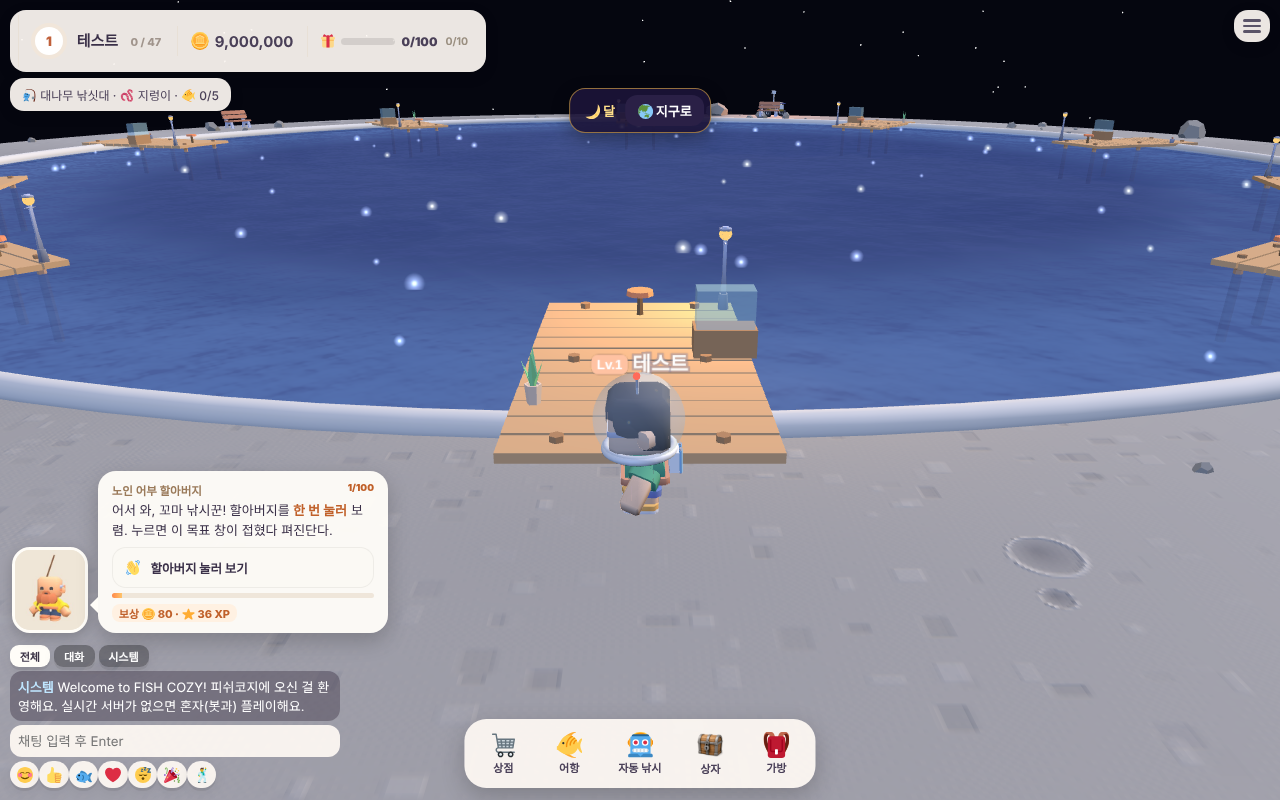 1 테스트 0 / 47 9,000,000 0/100 0/10
대나무 낚싯대 · 지렁이 · 0/5
달 지구로
Lv.1 테스트
노인 어부 할아버지 1/100
어서 와, 꼬마 낚시꾼! 할아버지를 한 번 눌러 보
렴. 누르면 이 목표 창이 접혔다 펴진단다.
할아버지 눌러 보기
보상 80 · 36 XP
전체 대화 시스템
시스템 Welcome to FISH COZY! 피쉬코지에 오신 걸 환
영해요. 실시간 서버가 없으면 혼자(봇과) 플레이해요.
채팅 입력 후 Enter
상점 어항 자동 낚시 상자 가방